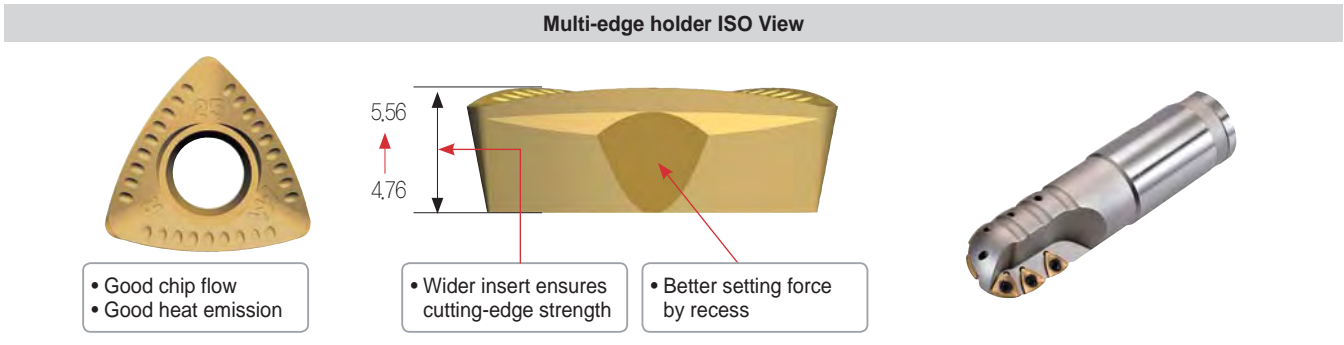 Multi-edge holder ISO View
25
5.56
4.76
• Good chip flow
• Good heat emission
• Wider insert ensures
cutting-edge strength
• Better setting force
by recess